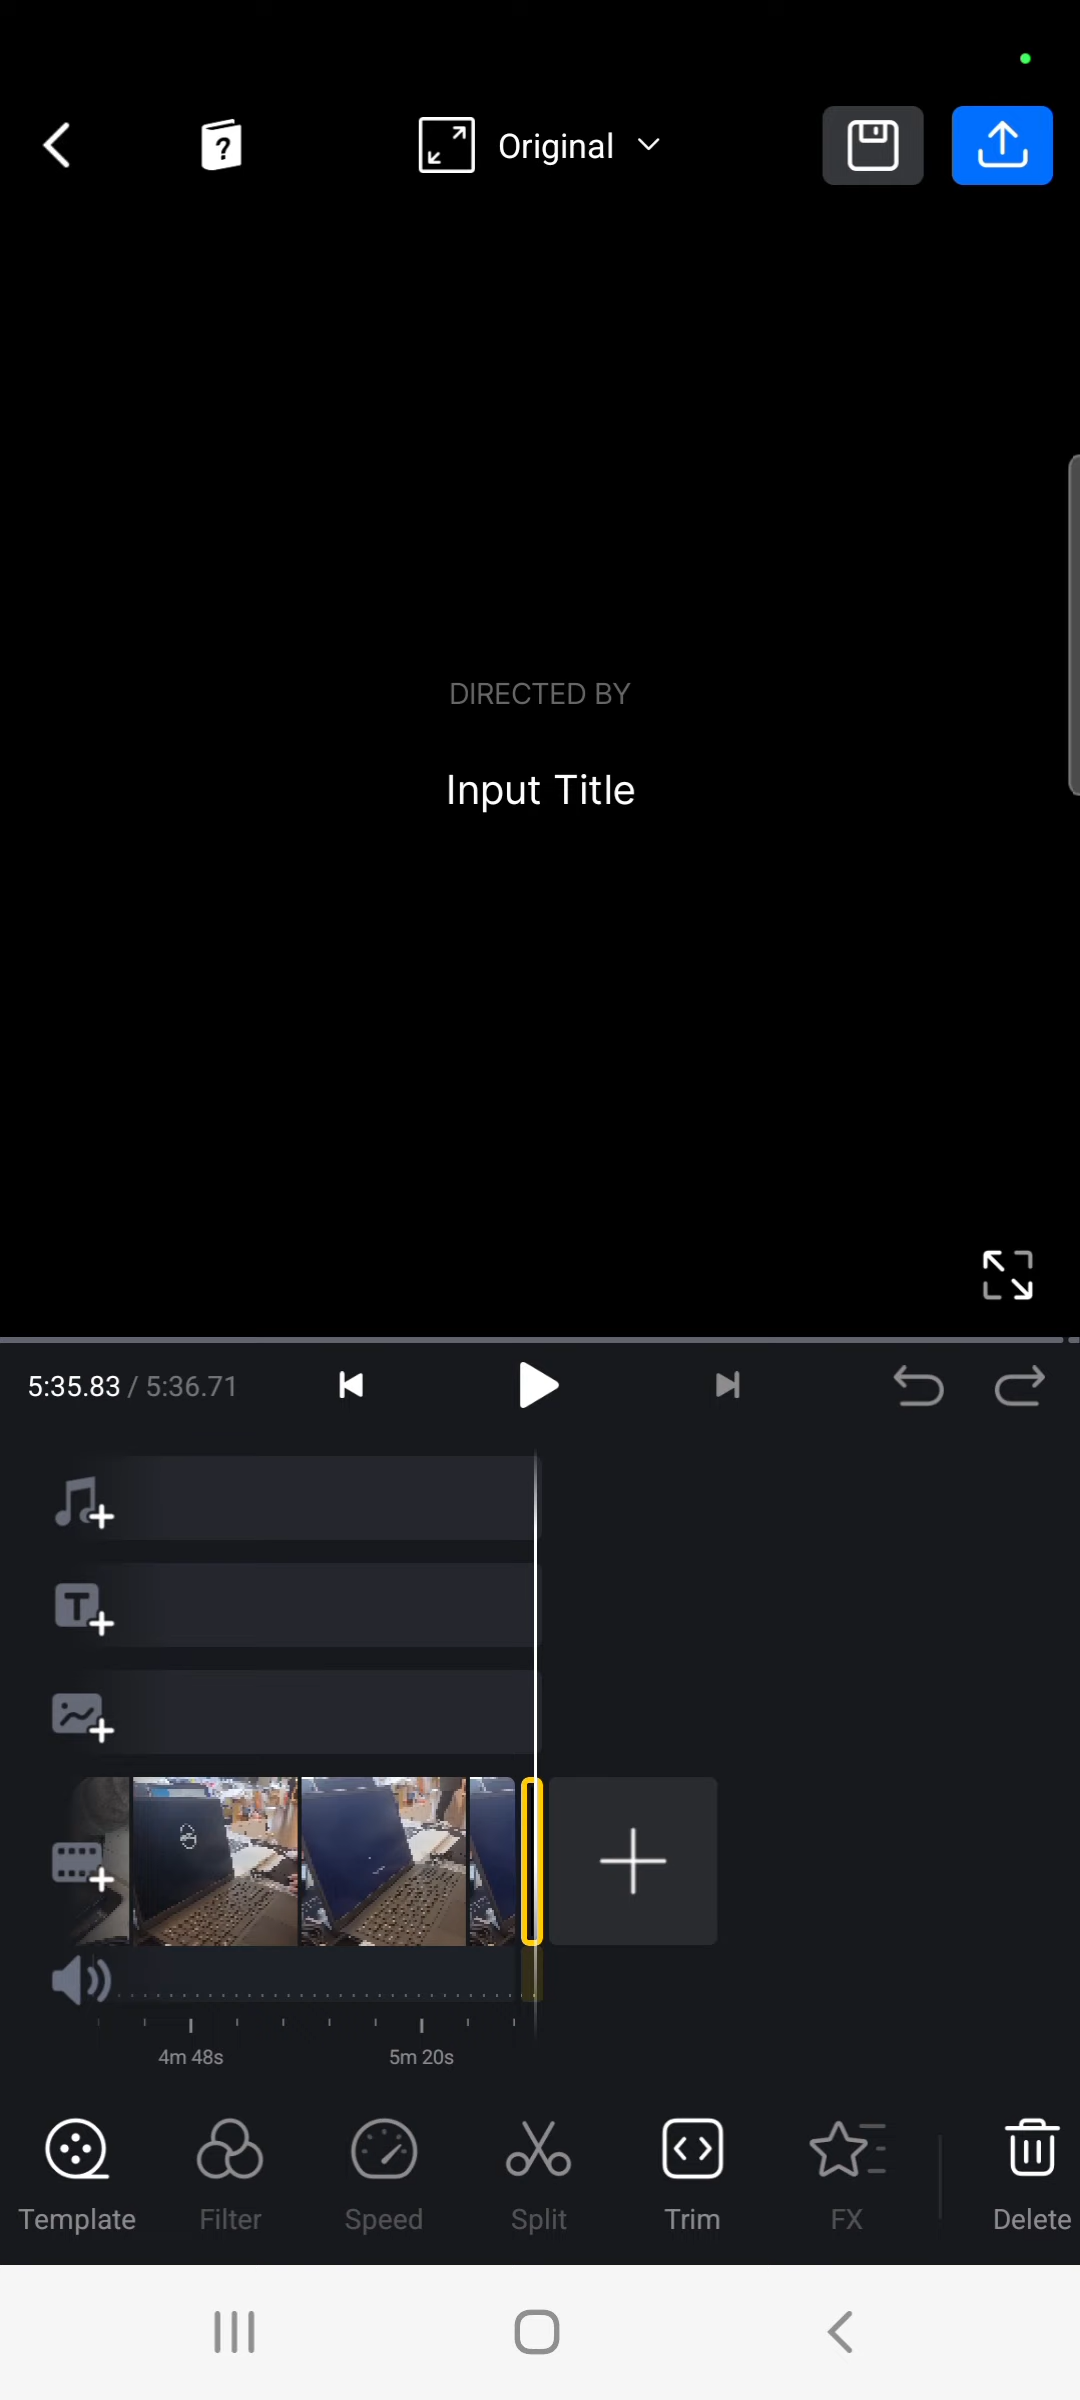 Original
DIRECTED BY
Input Title
5:35.83 / 5:36.71
4m 48s
5m 20s
Template
Filter
Speed
Split
Trim
FX
Delete